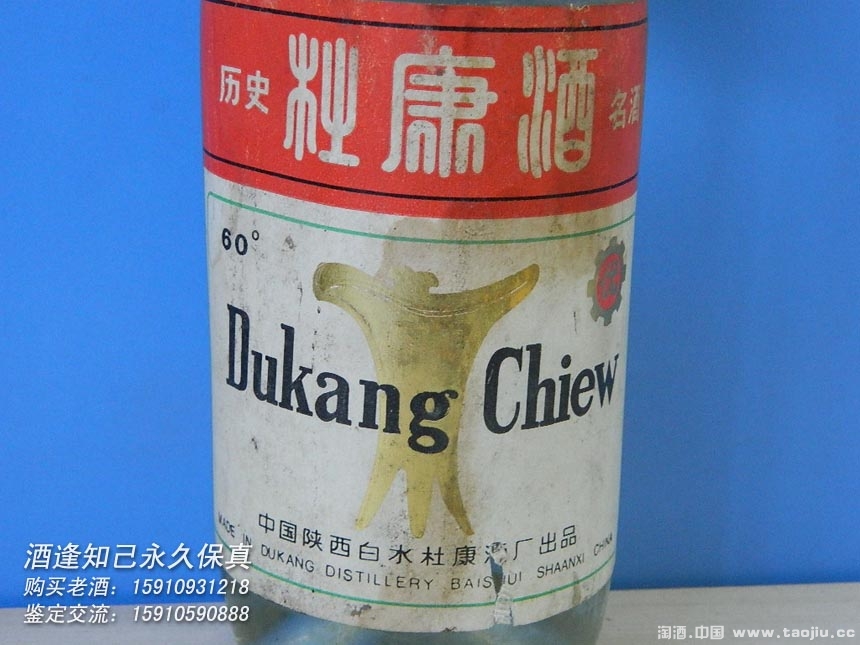 历史 杜康酒 名酒
60°
Dukang Chiew
中国陕西白水杜康酒厂出品
MADE IN DUKANG DISTILLERY BAISHUI SHAANXI CHINA
酒逢知己永久保真
购买老酒：15910931218
鉴定交流：15910590888
淘酒.中国 www.taojiu.cc